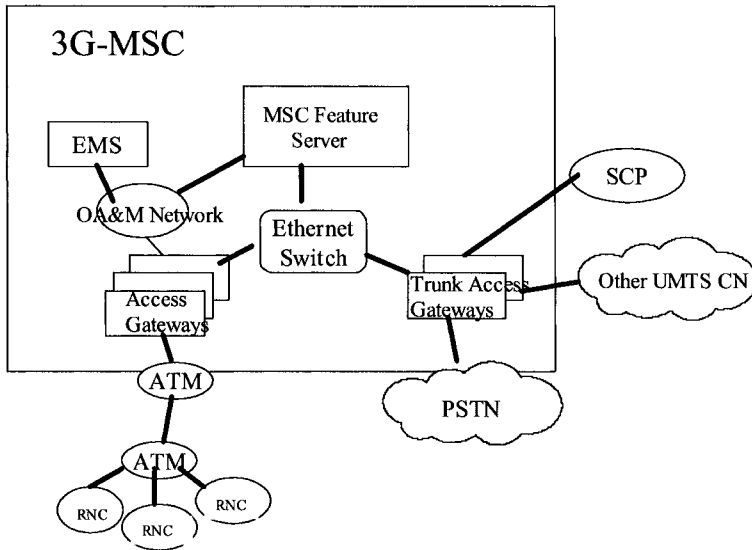 3G-MSC
MSC Feature
Server
EMS
SCP
OA&M Network
Ethernet
Switch
Other UMTS CN
Trunk Access
Gateways
Access
Gateways
ATM
PSTN
ATM
RNC
RNC
RNC